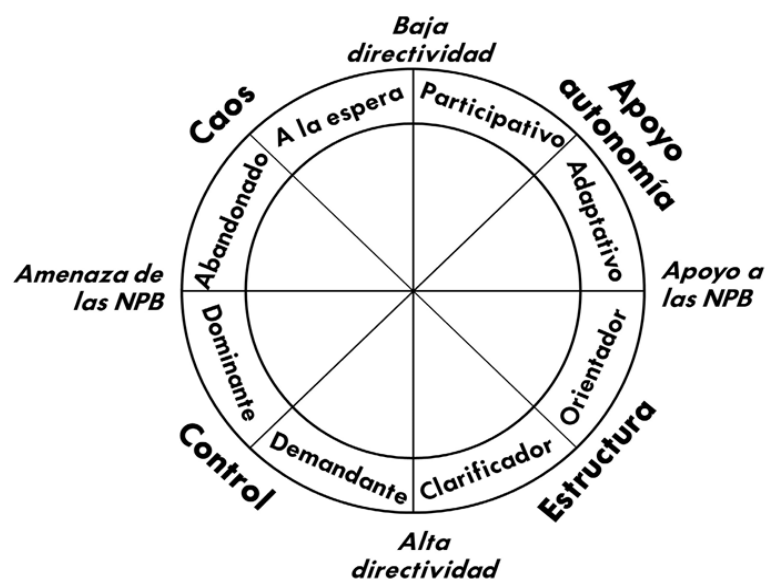 Baja
directividad
Caos
A la espera
Participativo
Apoyo
autonomía
Abandonado
Adaptativo
Amenaza de
las NPB
Apoyo a
las NPB
Dominante
Orientador
Control
Demandante
Clarificador
Estructura
Alta
directividad